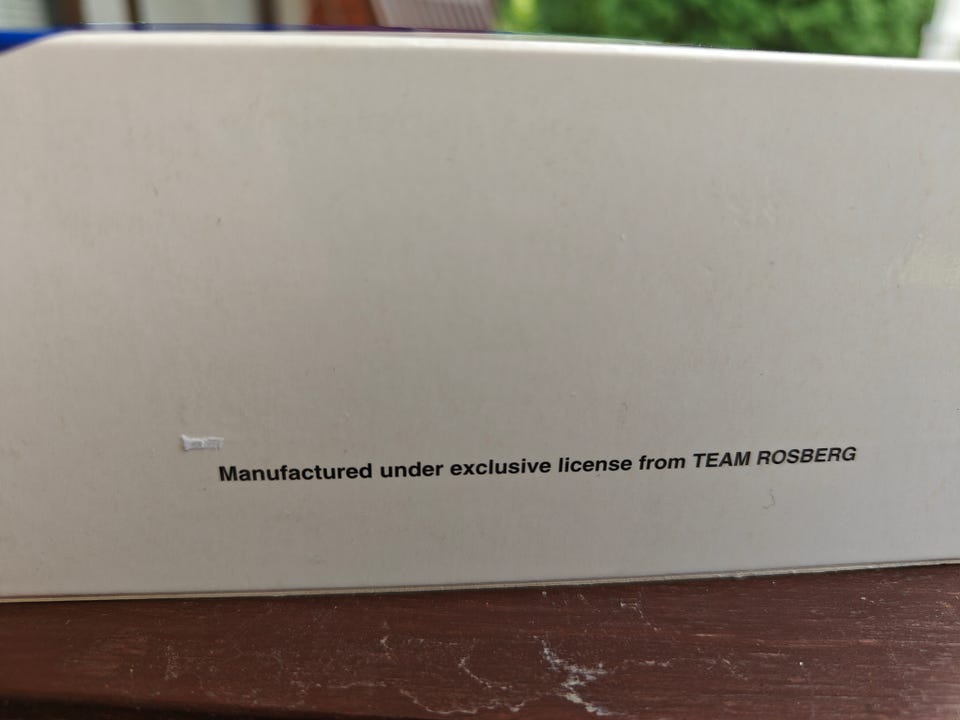 Manufactured under exclusive license from TEAM ROSBERG